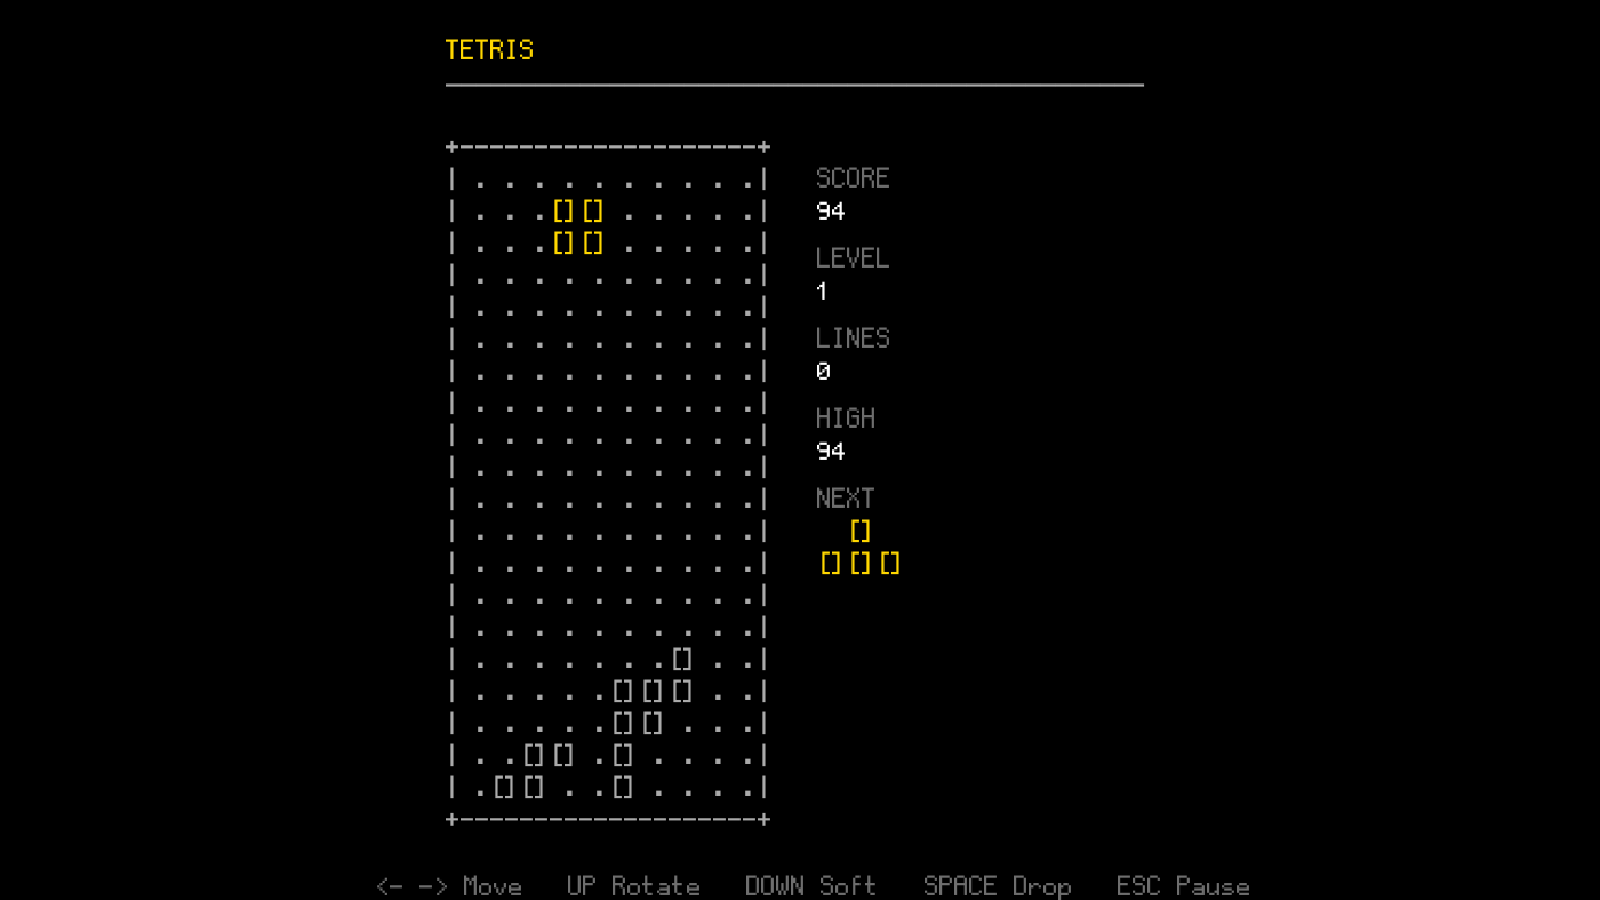 TETRIS
SCORE
94
LEVEL
1
LINES
0
HIGH
94
NEXT
<- -> Move   UP Rotate   DOWN Soft   SPACE Drop   ESC Pause